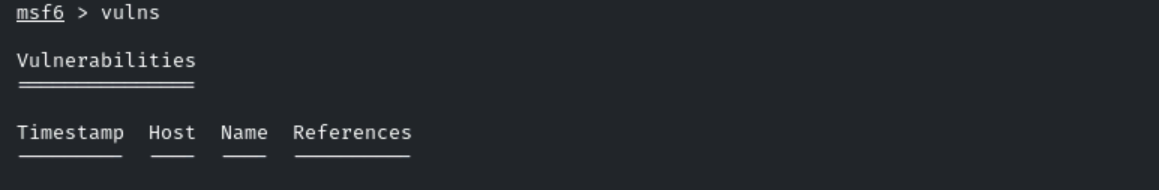 msf6 > vulns
Vulnerabilities
===============
Timestamp  Host  Name  References
---------  ----  ----  ----------